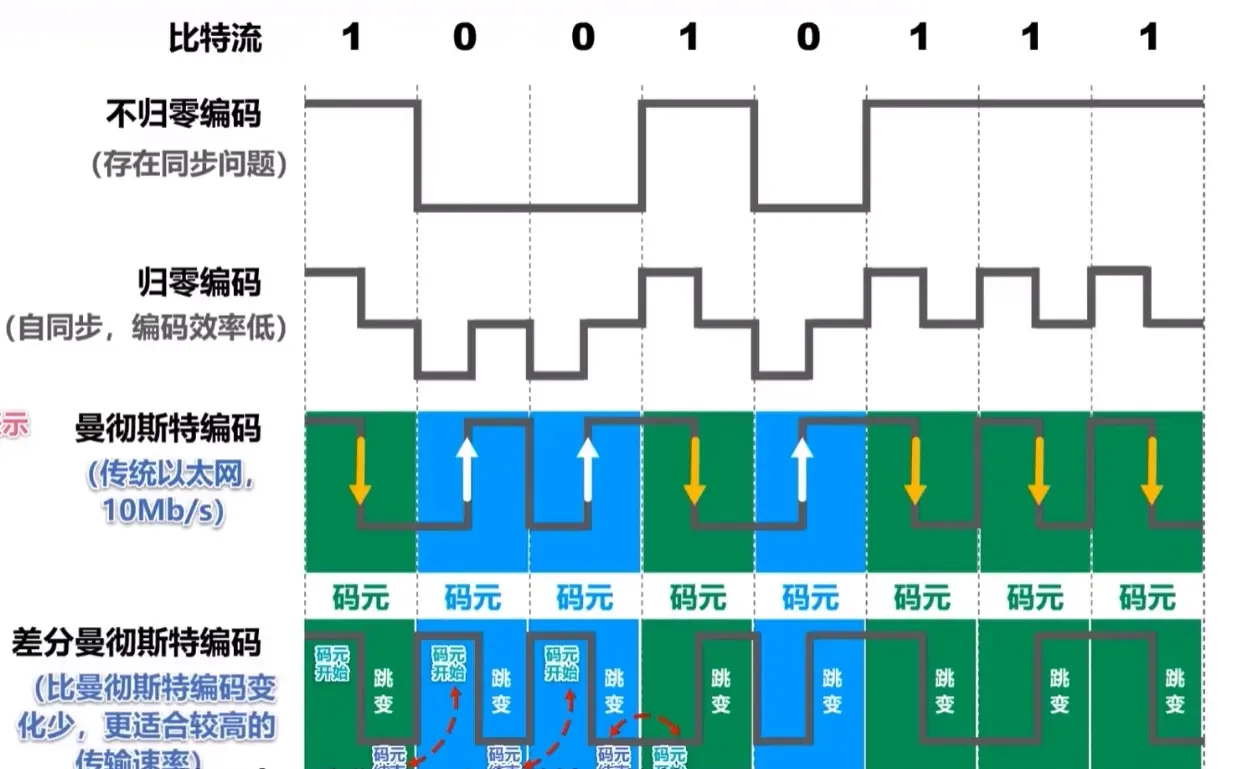 比特流 1 0 0 1 0 1 1 1
不归零编码
(存在同步问题)
归零编码
(自同步，编码效率低)
示
曼彻斯特编码
(传统以太网，
10Mb/s)
码元 码元 码元 码元 码元 码元 码元 码元
差分曼彻斯特编码
(比曼彻斯特编码变
化少，更适合较高的
传输速率)
码元
开始
跳
变
码元
码元
开始
跳
变
码元
码元
开始
跳
变
码元
码元
跳
变
跳
变
跳
变
跳
变
跳
变